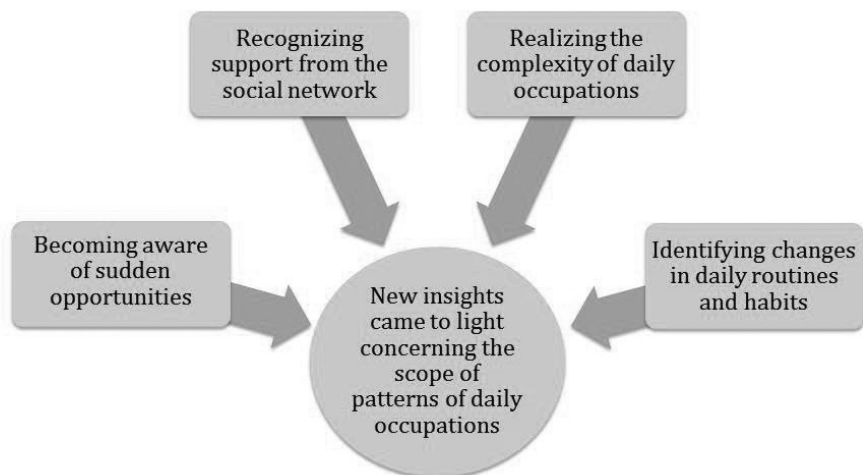 Recognizing
support from the
social network
Realizing the
complexity of daily
occupations
Becoming aware
of sudden
opportunities
Identifying changes
in daily routines
and habits
New insights
came to light
concerning the
scope of
patterns of daily
occupations